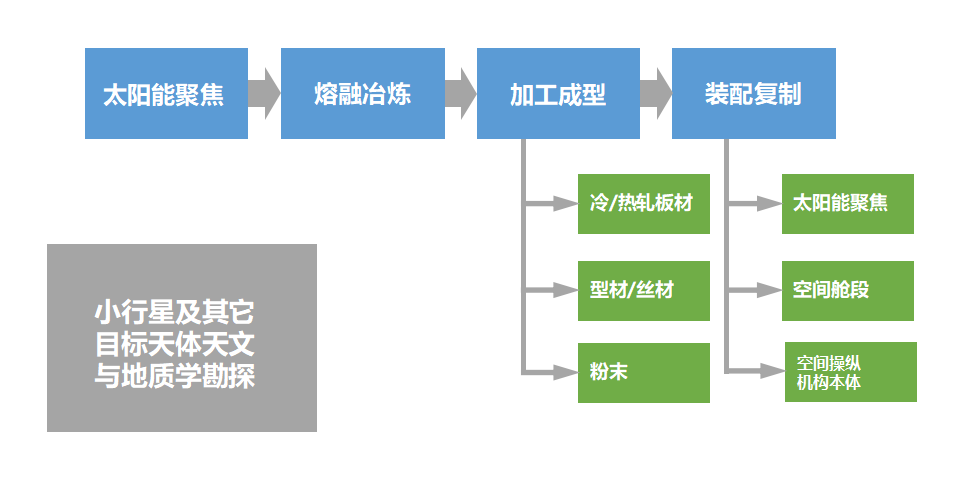 太阳能聚焦
熔融冶炼
加工成型
装配复制
冷/热轧板材
型材/丝材
粉末
太阳能聚焦
空间舱段
空间操纵
机构本体
小行星及其它
目标天体天文
与地质学勘探